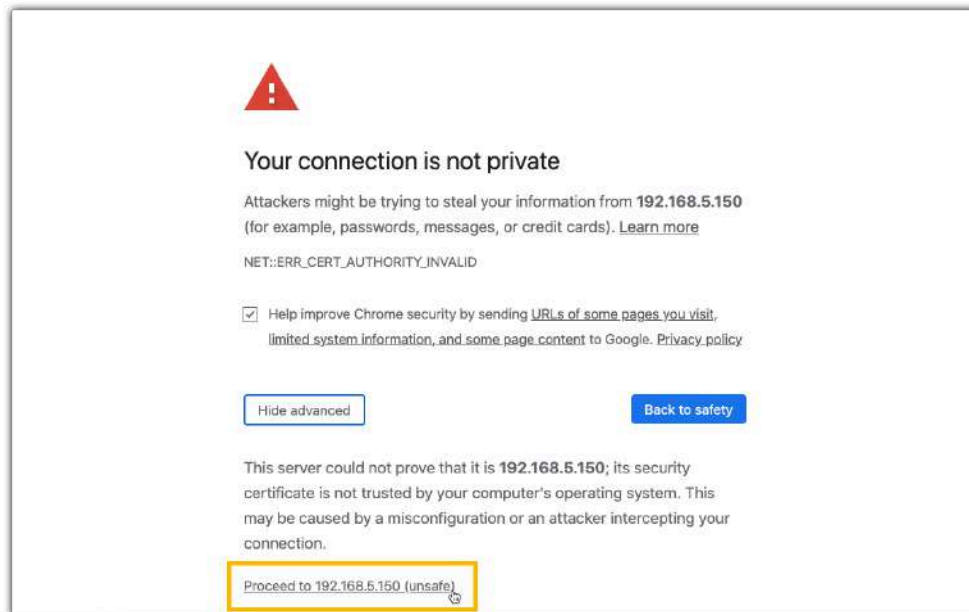 Your connection is not private
Attackers might be trying to steal your information from 192.168.5.150
(for example, passwords, messages, or credit cards). Learn more
NET::ERR_CERT_AUTHORITY_INVALID
Help improve Chrome security by sending URLs of some pages you visit,
limited system information, and some page content to Google. Privacy policy
Hide advanced
Back to safety
This server could not prove that it is 192.168.5.150; its security
certificate is not trusted by your computer's operating system. This
may be caused by a misconfiguration or an attacker intercepting your
connection.
Proceed to 192.168.5.150 (unsafe)